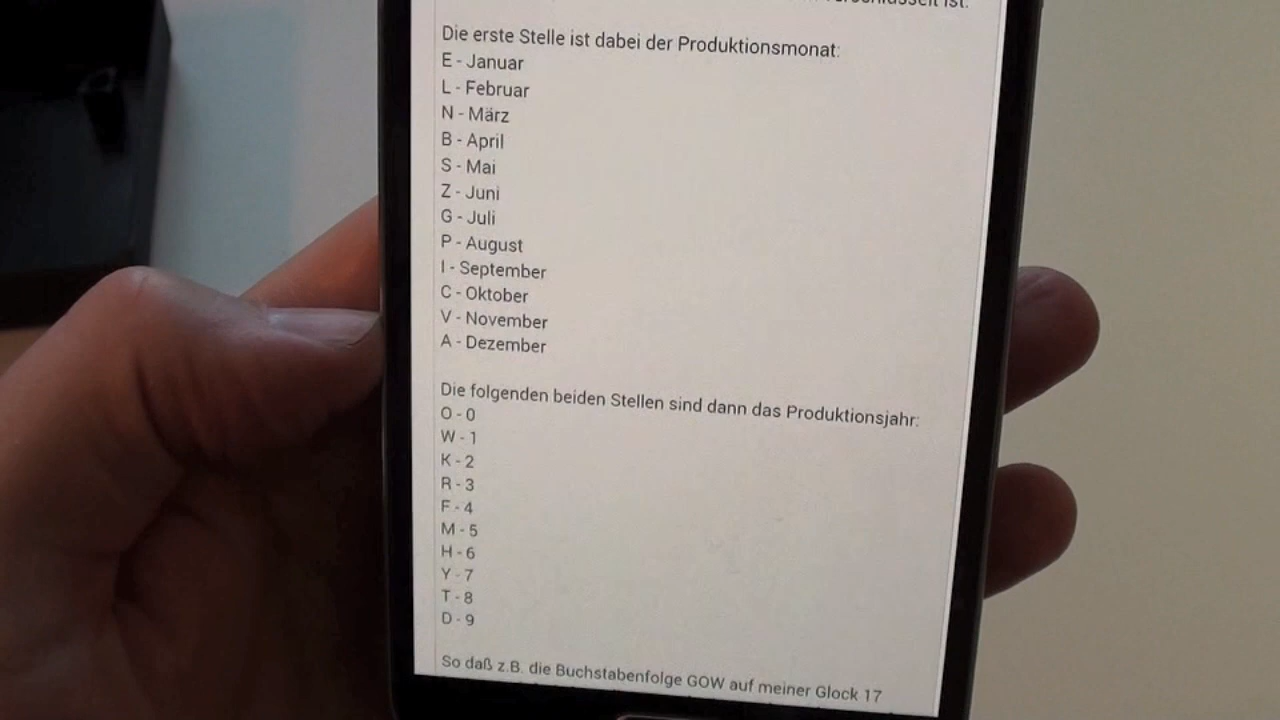 ist.
Die erste Stelle ist dabei der Produktionsmonat:
E - Januar
L - Februar
N - März
B - April
S - Mai
Z - Juni
G - Juli
P - August
I - September
C - Oktober
V - November
A - Dezember
Die folgenden beiden Stellen sind dann das Produktionsjahr:
O - 0
W - 1
K - 2
R - 3
F - 4
M - 5
H - 6
Y - 7
T - 8
D - 9
So daß z.B. die Buchstabenfolge GOW auf meiner Glock 17